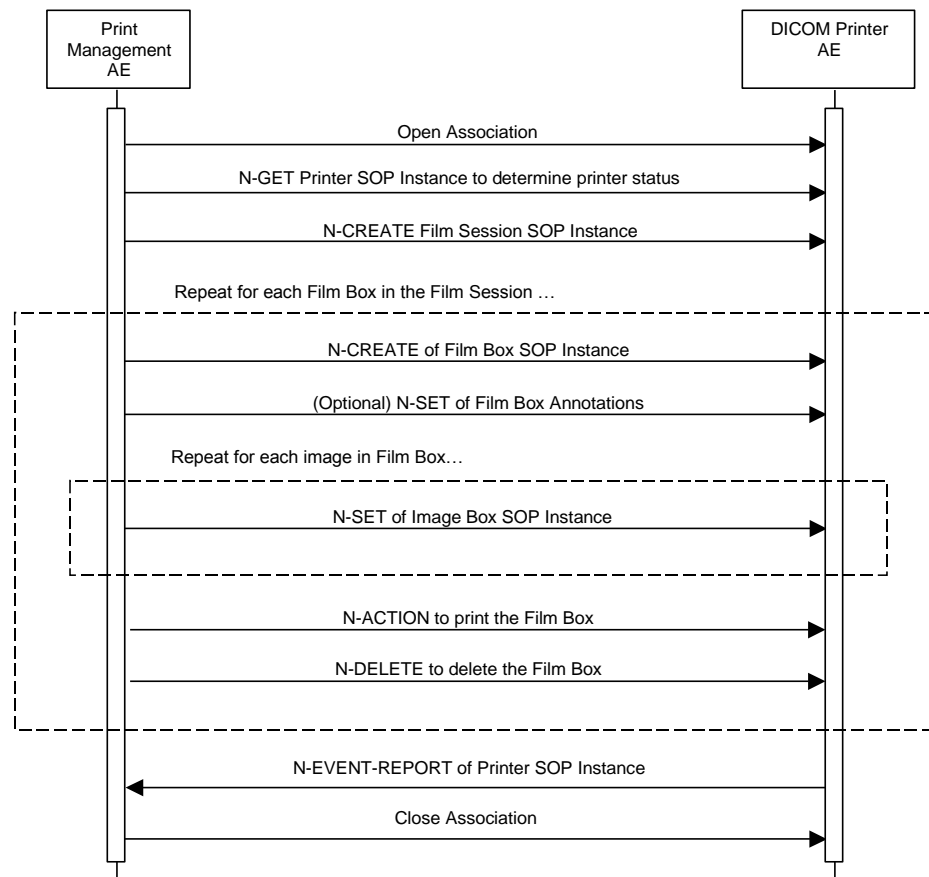 Print
Management
AE
DICOM Printer
AE
Open Association
N-GET Printer SOP Instance to determine printer status
N-CREATE Film Session SOP Instance
Repeat for each Film Box in the Film Session …
N-CREATE of Film Box SOP Instance
(Optional) N-SET of Film Box Annotations
Repeat for each image in Film Box…
N-SET of Image Box SOP Instance
N-ACTION to print the Film Box
N-DELETE to delete the Film Box
N-EVENT-REPORT of Printer SOP Instance
Close Association